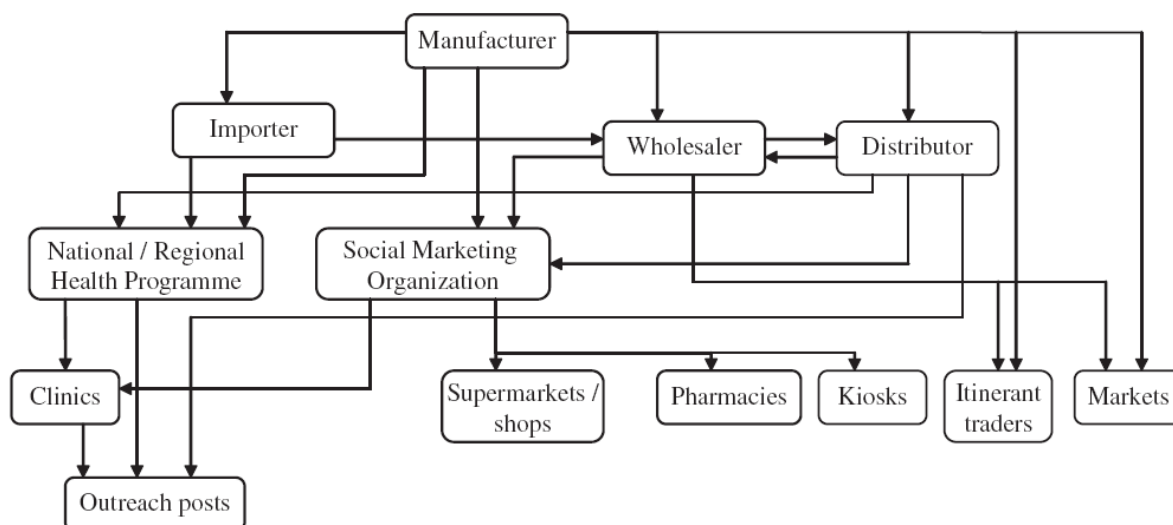 Manufacturer
Importer
Wholesaler
Distributor
National / Regional
Health Programme
Social Marketing
Organization
Clinics
Supermarkets /
shops
Pharmacies
Kiosks
Itinerant
traders
Markets
Outreach posts